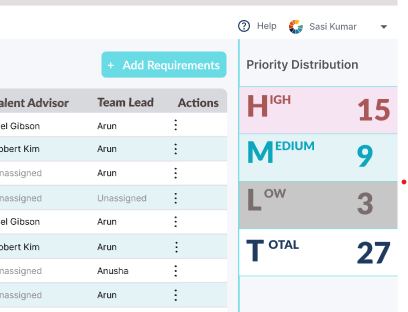 Help Sasi Kumar
+ Add Requirements
Priority Distribution
alent Advisor Team Lead Actions
HIGH 15
el Gibson Arun
obert Kim Arun
MEDIUM 9
nassigned Arun
nassigned Unassigned
LOW 3
el Gibson Arun
obert Kim Arun
TOTAL 27
nassigned Anusha
nassigned Arun